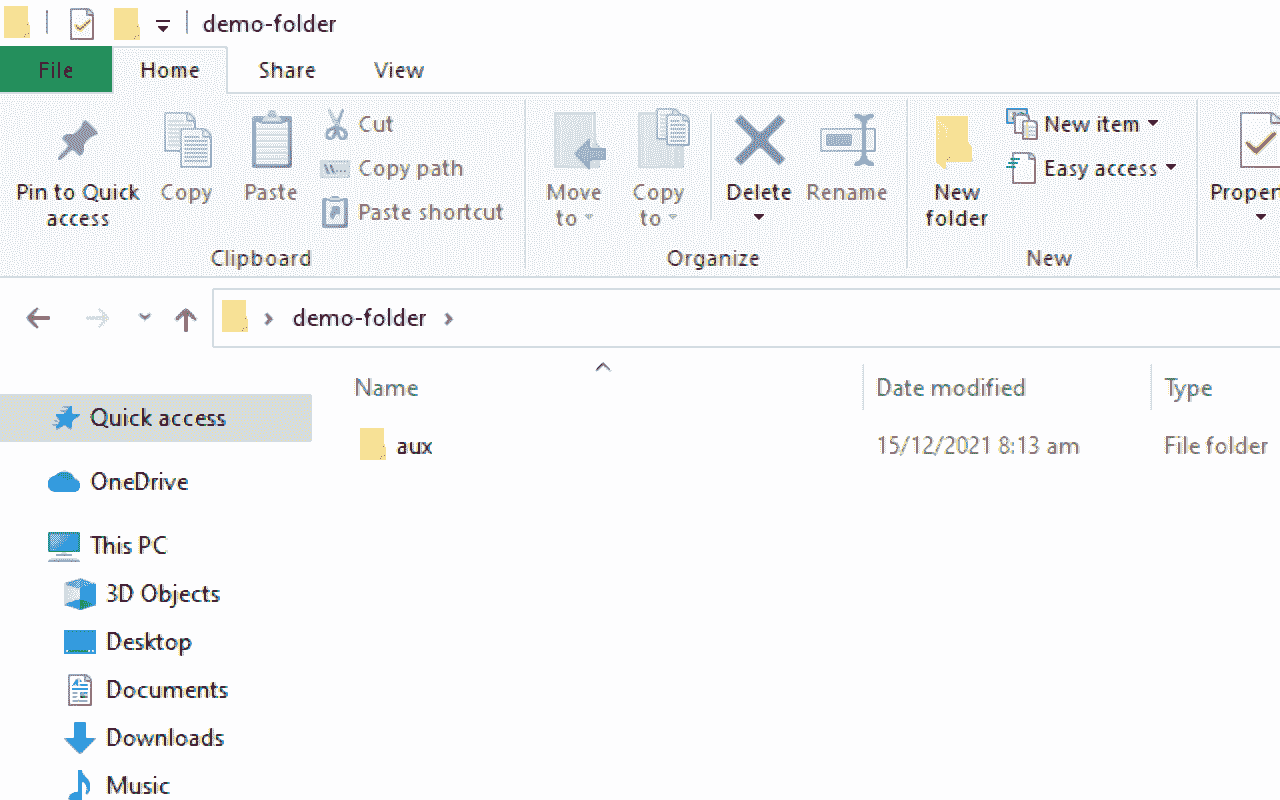 demo-folder
File Home Share View
Pin to Quick access
Copy
Paste
Cut
Copy path
Paste shortcut
Clipboard
Move to
Copy to
Delete
Rename
Organize
New folder
New item
Easy access
New
demo-folder
Name Date modified Type
aux 15/12/2021 8:13 am File folder
Quick access
OneDrive
This PC
3D Objects
Desktop
Documents
Downloads
Music